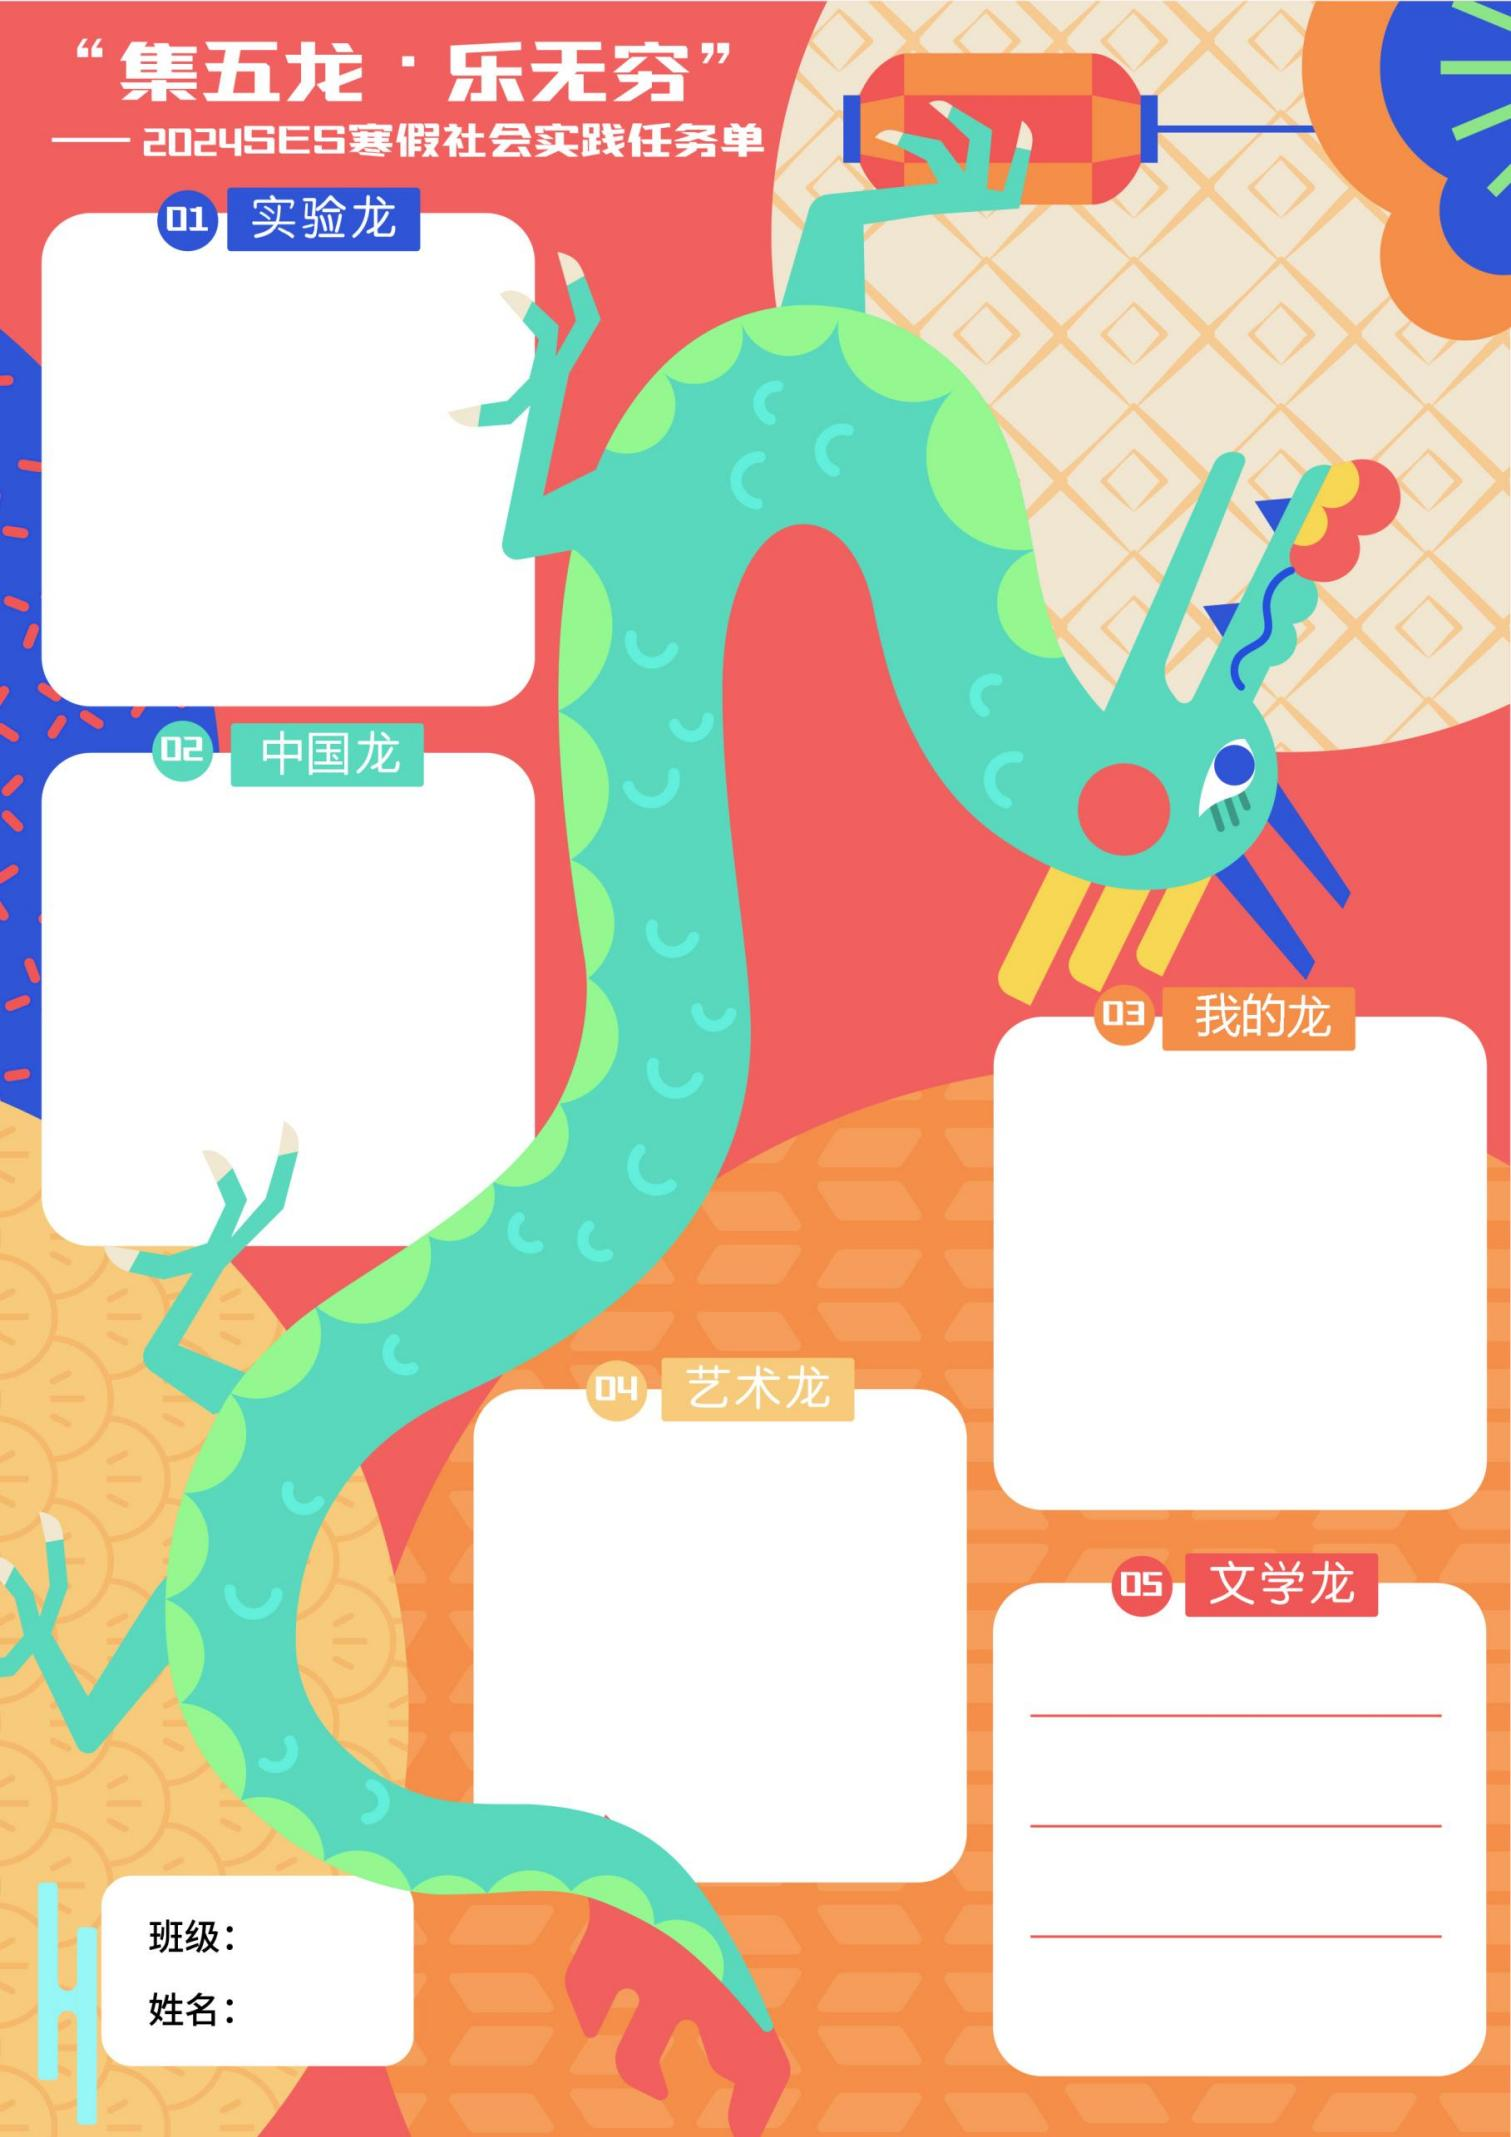 “集五龙·乐无穷”
——2024SES寒假社会实践任务单
01 实验龙
02 中国龙
03 我的龙
04 艺术龙
05 文学龙
班级：
姓名：